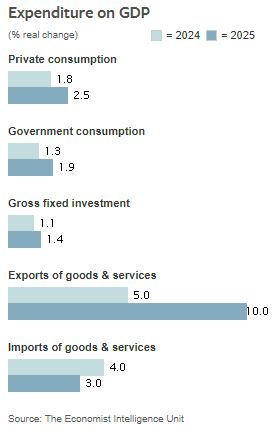 Expenditure on GDP
(% real change) = 2024 = 2025
Private consumption
1.8
2.5
Government consumption
1.3
1.9
Gross fixed investment
1.1
1.4
Exports of goods & services
5.0
10.0
Imports of goods & services
4.0
3.0
Source: The Economist Intelligence Unit